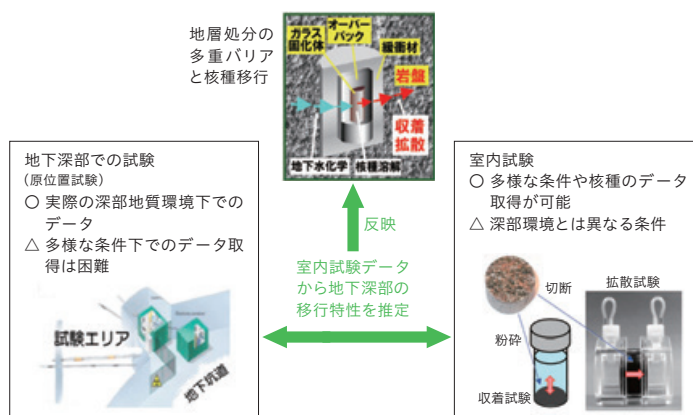 地層処分の
多重バリア
と核種移行
ガラス
固化体
オーバー
パック
緩衝材
岩盤
収着
拡散
地下水化学
核種溶解
地下深部での試験
(原位置試験)
○ 実際の深部地質環境下での
データ
△ 多様な条件下でのデータ取
得は困難
試験エリア
地下坑道
反映
室内試験データ
から地下深部の
移行特性を推定
室内試験
○ 多様な条件や核種のデータ
取得が可能
△ 深部環境とは異なる条件
切断
拡散試験
粉砕
収着試験